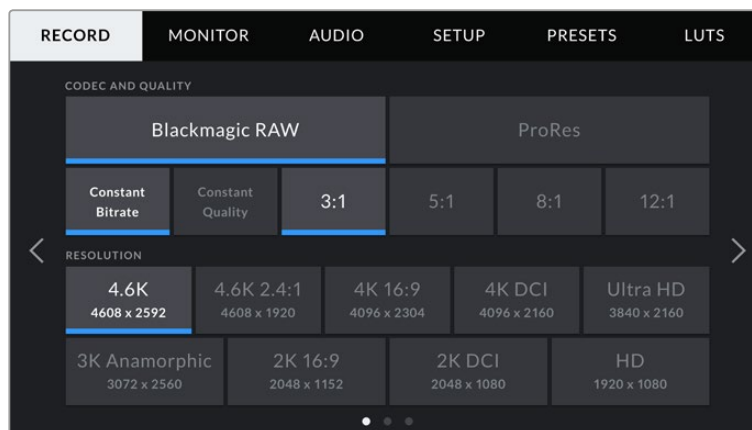 RECORD MONITOR AUDIO SETUP PRESETS LUTS
CODEC AND QUALITY
Blackmagic RAW ProRes
Constant Bitrate Constant Quality 3:1 5:1 8:1 12:1
RESOLUTION
4.6K 4.6K 2.4:1 4K 16:9 4K DCI Ultra HD
4608 x 2592 4608 x 1920 4096 x 2304 4096 x 2160 3840 x 2160
3K Anamorphic 2K 16:9 2K DCI HD
3072 x 2560 2048 x 1152 2048 x 1080 1920 x 1080